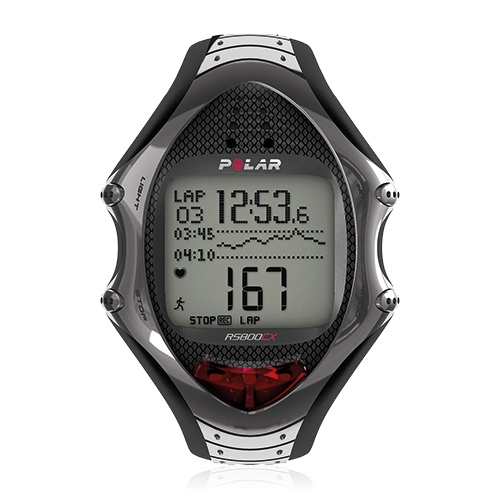 POLAR
LIGHT
LAP
03 12:53.6
03:45
04:10
167
STOP REC LAP
STOP
RS800CX